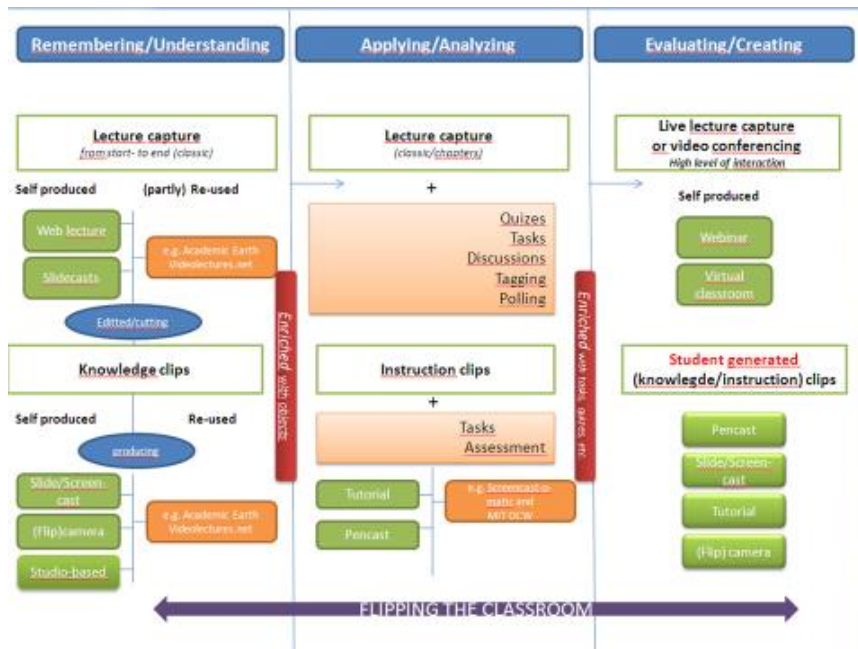 Remembering/Understanding
Applying/Analyzing
Evaluating/Creating
Lecture capture
from start- to end (classic)
Self produced
(partly) Re-used
Web lecture
Slidecasts
e.g. Academic Earth
Videolectures.net
Editted/cutting
Knowledge clips
Self produced
Re-used
producing
Slide/Screen-
cast
(Flip)camera
Studio-based
e.g. Academic Earth
Videolectures.net
Enriched with objects
Lecture capture
(classic/chapters)
+
Quizes
Tasks
Discussions
Tagging
Polling
Instruction clips
+
Tasks
Assessment
Tutorial
Pencast
e.g. Screencast-o-
matic and
MIT OCW
Enriched with tasks, quizes, etc
Live lecture capture
or video conferencing
High level of interaction
Self produced
Webinar
Virtual
classroom
Student generated
(knowlegde/instruction) clips
Pencast
Slide/Screen-
cast
Tutorial
(Flip) camera
FLIPPING THE CLASSROOM